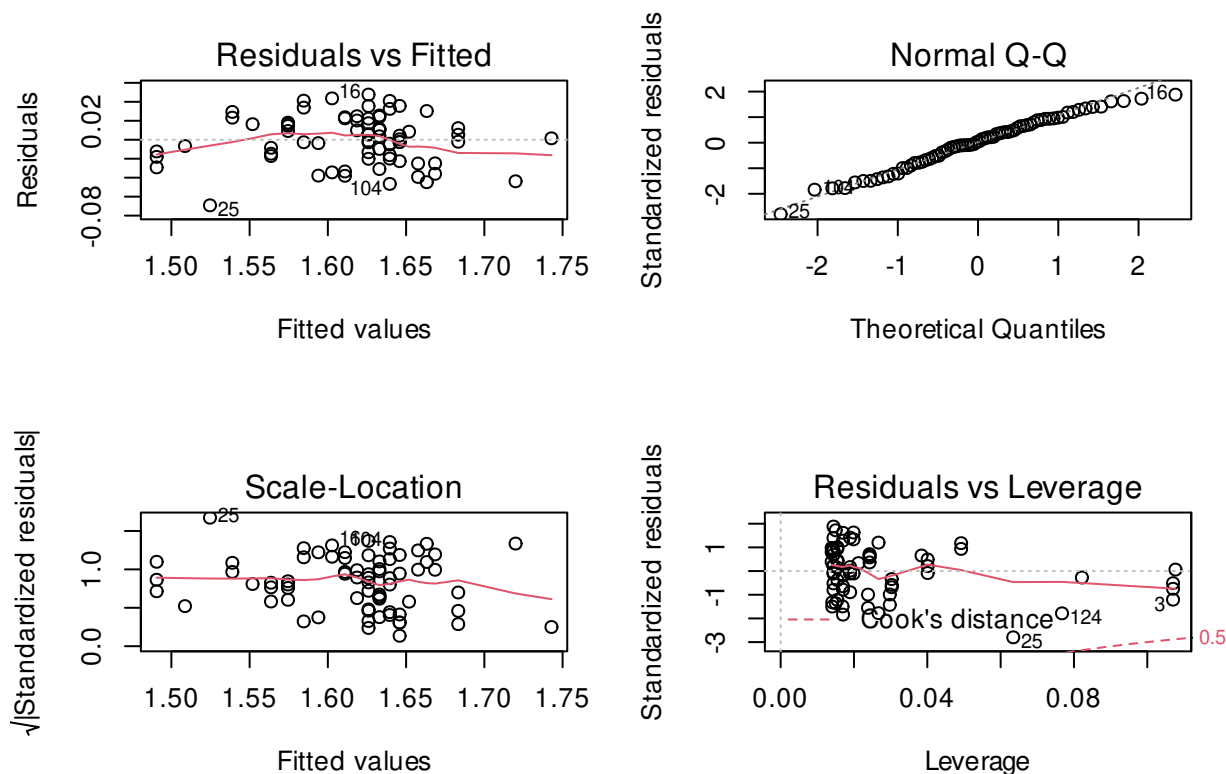 Residuals vs Fitted
Residuals
0.02
-0.08
16
104
25
1.50 1.55 1.60 1.65 1.70 1.75
Fitted values
Normal Q-Q
Standardized residuals
2
0
-2
16
25
-2 -1 0 1 2
Theoretical Quantiles
Scale-Location
√|Standardized residuals|
1.0
0.0
25
104
1.50 1.55 1.60 1.65 1.70 1.75
Fitted values
Residuals vs Leverage
Standardized residuals
1
-1
-3
Cook's distance
124
25
3
0.5
0.00 0.04 0.08
Leverage